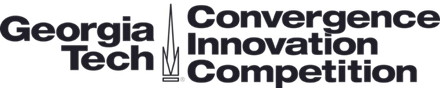 Georgia
Tech
Convergence
Innovation
Competition